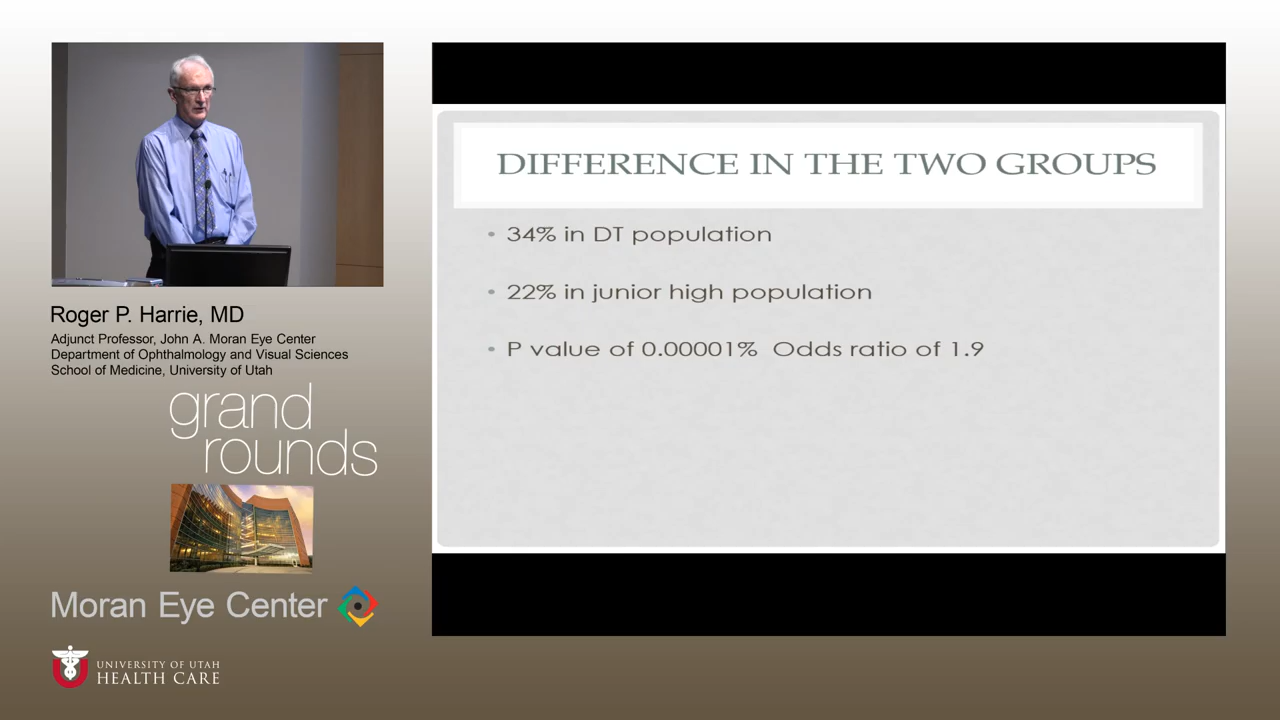 DIFFERENCE IN THE TWO GROUPS
• 34% in DT population
• 22% in junior high population
• P value of 0.00001%  Odds ratio of 1.9
Roger P. Harrie, MD
Adjunct Professor, John A. Moran Eye Center
Department of Ophthalmology and Visual Sciences
School of Medicine, University of Utah
grand
rounds
Moran Eye Center
UNIVERSITY OF UTAH
HEALTH CARE